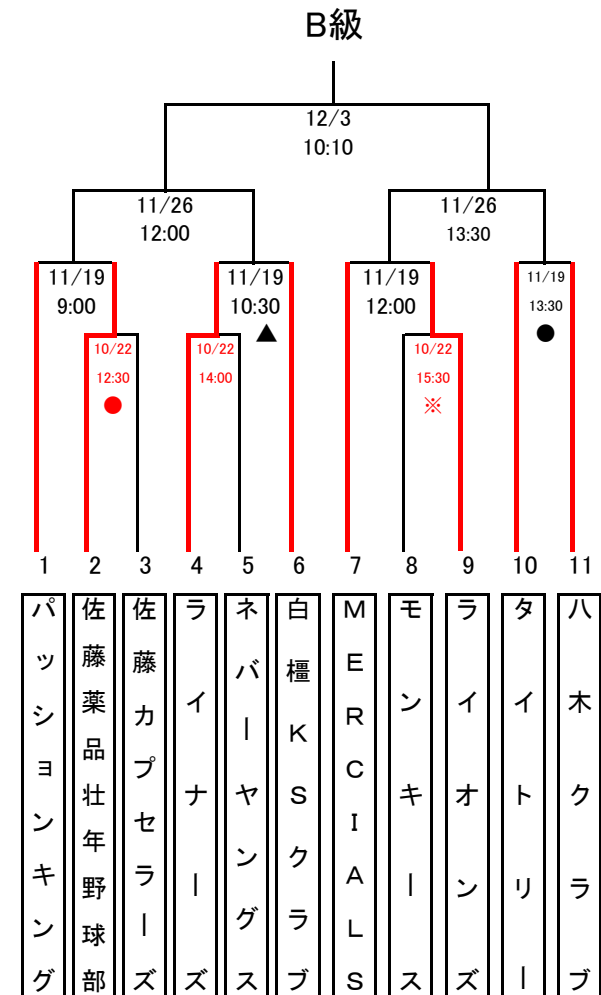 B級
12/3
10:10
11/26
12:00
11/26
13:30
11/19
9:00
11/19
10:30
▲
11/19
12:00
11/19
13:30
●
10/22
12:30
●
10/22
14:00
10/22
15:30
※
1 2 3 4 5 6 7 8 9 10 11
パッションキング
佐藤薬品壮年野球部
佐藤カプセラーズ
ライナーズ
ネバーヤングス
白橿KSクラブ
MERCIALS
モンキース
ライオンズ
タイトリー
八木クラブ